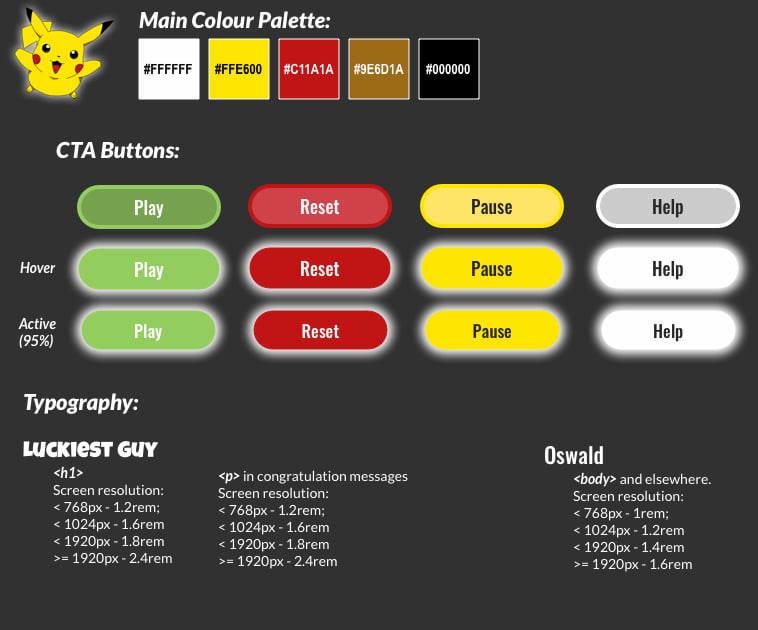 Main Colour Palette:
#FFFFFF #FFE600 #C11A1A #9E6D1A #000000
CTA Buttons:
Play Reset Pause Help
Hover Play Reset Pause Help
Active
(95%)
Play Reset Pause Help
Typography:
LUCKIEST GUY
<h1>
Screen resolution:
< 768px - 1.2rem;
< 1024px - 1.6rem
< 1920px - 1.8rem
>= 1920px - 2.4rem
<p> in congratulation messages
Screen resolution:
< 768px - 1.2rem;
< 1024px - 1.6rem
< 1920px - 1.8rem
>= 1920px - 2.4rem
Oswald
<body> and elsewhere.
Screen resolution:
< 768px - 1rem;
< 1024px - 1.2rem
< 1920px - 1.4rem
>= 1920px - 1.6rem